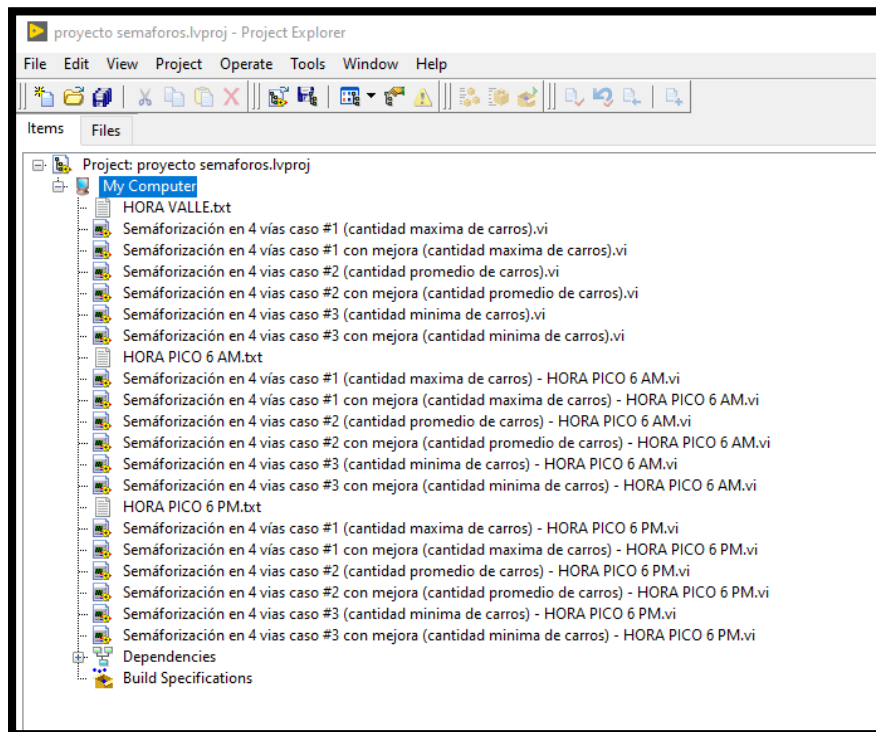 proyecto semaforos.lvproj - Project Explorer
File Edit View Project Operate Tools Window Help
Items Files
Project: proyecto semaforos.lvproj
My Computer
HORA VALLE.txt
Semáforización en 4 vías caso #1 (cantidad maxima de carros).vi
Semáforización en 4 vías caso #1 con mejora (cantidad maxima de carros).vi
Semáforización en 4 vias caso #2 (cantidad promedio de carros).vi
Semáforización en 4 vias caso #2 con mejora (cantidad promedio de carros).vi
Semáforización en 4 vias caso #3 (cantidad minima de carros).vi
Semáforización en 4 vias caso #3 con mejora (cantidad minima de carros).vi
HORA PICO 6 AM.txt
Semáforización en 4 vías caso #1 (cantidad maxima de carros) - HORA PICO 6 AM.vi
Semáforización en 4 vías caso #1 con mejora (cantidad maxima de carros) - HORA PICO 6 AM.vi
Semáforización en 4 vias caso #2 (cantidad promedio de carros) - HORA PICO 6 AM.vi
Semáforización en 4 vias caso #2 con mejora (cantidad promedio de carros) - HORA PICO 6 AM.vi
Semáforización en 4 vias caso #3 (cantidad minima de carros) - HORA PICO 6 AM.vi
Semáforización en 4 vias caso #3 con mejora (cantidad minima de carros) - HORA PICO 6 AM.vi
HORA PICO 6 PM.txt
Semáforización en 4 vías caso #1 (cantidad maxima de carros) - HORA PICO 6 PM.vi
Semáforización en 4 vías caso #1 con mejora (cantidad maxima de carros) - HORA PICO 6 PM.vi
Semáforización en 4 vias caso #2 (cantidad promedio de carros) - HORA PICO 6 PM.vi
Semáforización en 4 vias caso #2 con mejora (cantidad promedio de carros) - HORA PICO 6 PM.vi
Semáforización en 4 vias caso #3 (cantidad minima de carros) - HORA PICO 6 PM.vi
Semáforización en 4 vias caso #3 con mejora (cantidad minima de carros) - HORA PICO 6 PM.vi
Dependencies
Build Specifications